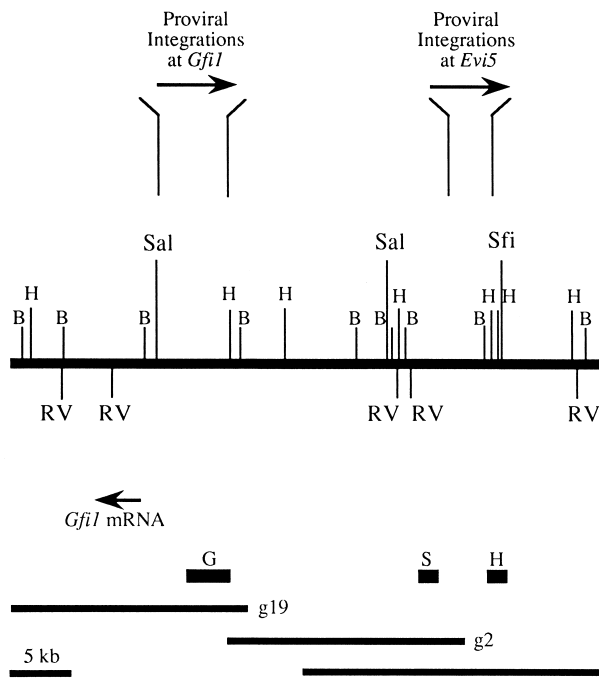 Proviral Proviral
Integrations Integrations
at Gfi1 at Evi5
Sal Sal Sfi
H H H H H H H
B B B B B B B B B
RV RV RV RV RV
Gfi1 mRNA
G S H
g19
g2
5 kb